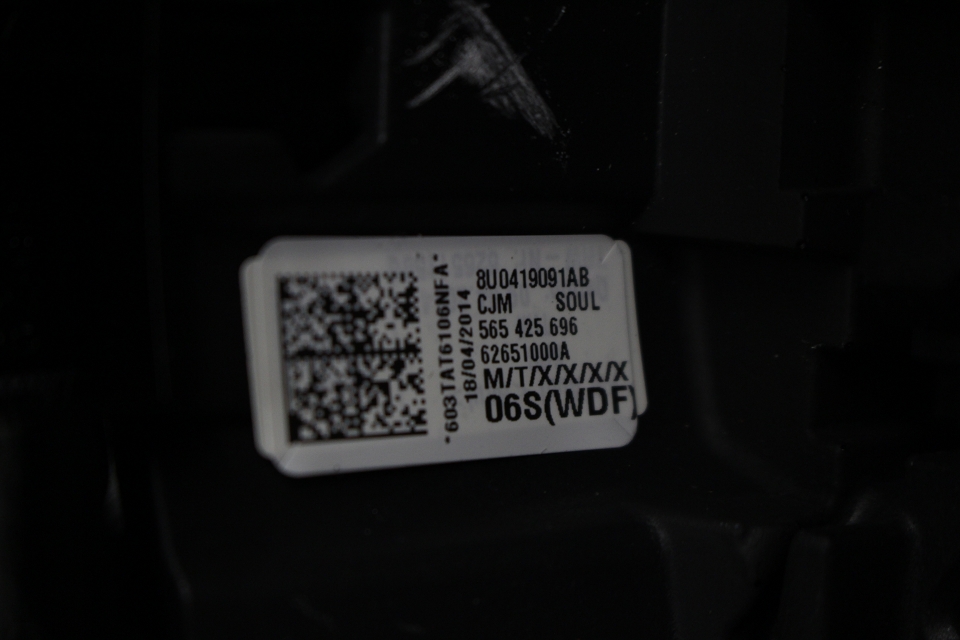 *603TAT6106NFA*
18/04/2014
8U0419091AB
CJM SOUL
565 425 696
62651000A
M/T/X/X/X/X
06S(WDF)